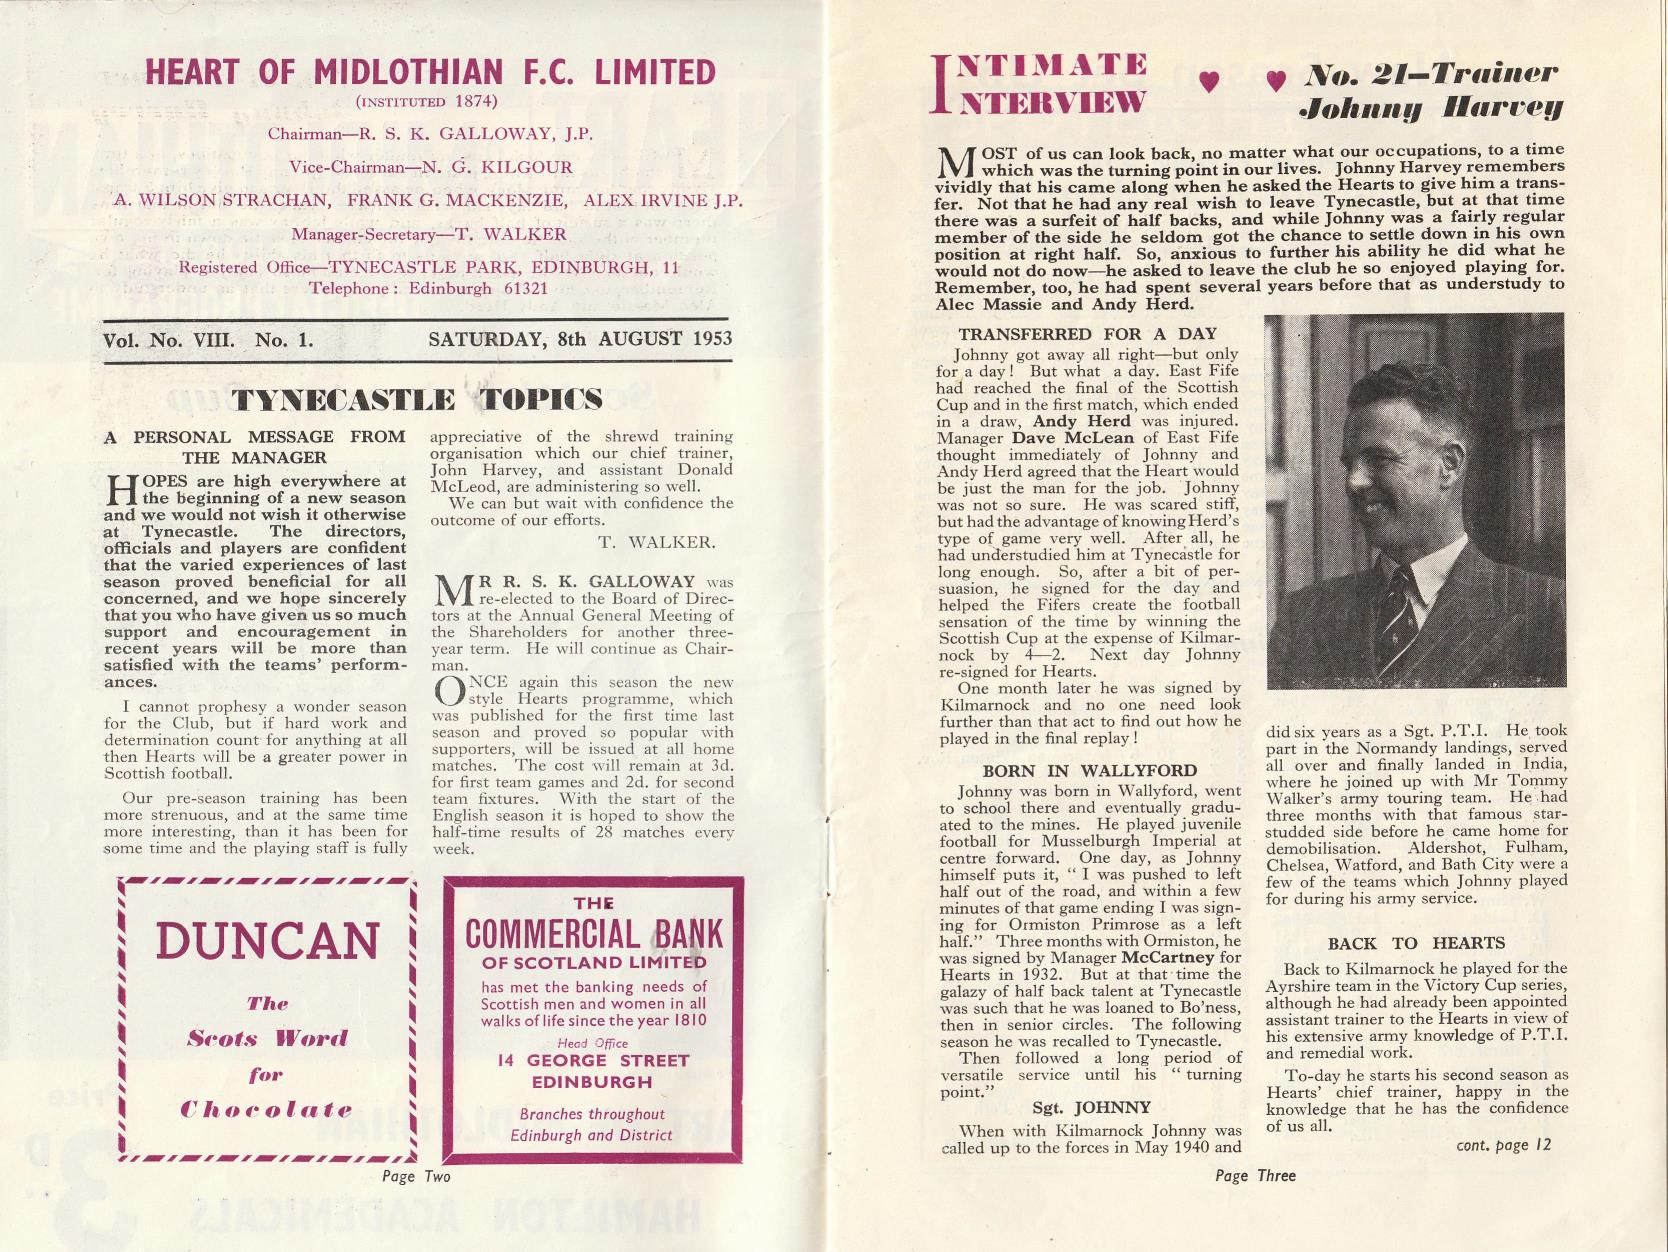 HEART OF MIDLOTHIAN F.C. LIMITED
(INSTITUTED 1874)
Chairman—R. S. K. GALLOWAY, J.P.
Vice-Chairman—N. G. KILGOUR
A. WILSON STRACHAN, FRANK G. MACKENZIE, ALEX IRVINE J.P.
Manager-Secretary—T. WALKER
Registered Office—TYNECASTLE PARK, EDINBURGH, 11
Telephone: Edinburgh 61321
Vol. No. VIII. No. 1. SATURDAY, 8th AUGUST 1953
TYNECASTLE TOPICS
A PERSONAL MESSAGE FROM
THE MANAGER
HOPES are high everywhere at
the beginning of a new season
and we would not wish it otherwise
at Tynecastle. The directors,
officials and players are confident
that the varied experiences of last
season proved beneficial for all
concerned, and we hope sincerely
that you who have given us so much
support and encouragement in
recent years will be more than
satisfied with the teams' perform-
ances.
I cannot prophesy a wonder season
for the Club, but if hard work and
determination count for anything at all
then Hearts will be a greater power in
Scottish football.
Our pre-season training has been
more strenuous, and at the same time
more interesting, than it has been for
some time and the playing staff is fully
appreciative of the shrewd training
organisation which our chief trainer,
John Harvey, and assistant Donald
McLeod, are administering so well.
We can but wait with confidence the
outcome of our efforts.
T. WALKER.
MR R. S. K. GALLOWAY was
re-elected to the Board of Direc-
tors at the Annual General Meeting of
the Shareholders for another three-
year term. He will continue as Chair-
man.
ONCE again this season the new
style Hearts programme, which
was published for the first time last
season and proved so popular with
supporters, will be issued at all home
matches. The cost will remain at 3d.
for first team games and 2d. for second
team fixtures. With the start of the
English season it is hoped to show the
half-time results of 28 matches every
week.
DUNCAN
The
Scots Word
for
Chocolate
THE
COMMERCIAL BANK
OF SCOTLAND LIMITED
has met the banking needs of
Scottish men and women in all
walks of life since the year 1810
Head Office
14 GEORGE STREET
EDINBURGH
Branches throughout
Edinburgh and District
Page Two
INTIMATE
INTERVIEW
No. 21—Trainer
Johnny Harvey
MOST of us can look back, no matter what our occupations, to a time
which was the turning point in our lives. Johnny Harvey remembers
vividly that his came along when he asked the Hearts to give him a trans-
fer. Not that he had any real wish to leave Tynecastle, but at that time
there was a surfeit of half backs, and while Johnny was a fairly regular
member of the side he seldom got the chance to settle down in his own
position at right half. So, anxious to further his ability he did what he
would not do now—he asked to leave the club he so enjoyed playing for.
Remember, too, he had spent several years before that as understudy to
Alec Massie and Andy Herd.
TRANSFERRED FOR A DAY
Johnny got away all right—but only
for a day! But what a day. East Fife
had reached the final of the Scottish
Cup and in the first match, which ended
in a draw, Andy Herd was injured.
Manager Dave McLean of East Fife
thought immediately of Johnny and
Andy Herd agreed that the Heart would
be just the man for the job. Johnny
was not so sure. He was scared stiff,
but had the advantage of knowing Herd's
type of game very well. After all, he
had understudied him at Tynecastle for
long enough. So, after a bit of per-
suasion, he signed for the day and
helped the Fifers create the football
sensation of the time by winning the
Scottish Cup at the expense of Kilmar-
nock by 4—2. Next day Johnny
re-signed for Hearts.
One month later he was signed by
Kilmarnock and no one need look
further than that act to find out how he
played in the final replay!
BORN IN WALLYFORD
Johnny was born in Wallyford, went
to school there and eventually gradu-
ated to the mines. He played juvenile
football for Musselburgh Imperial at
centre forward. One day, as Johnny
himself puts it, "I was pushed to left
half out of the road, and within a few
minutes of that game ending I was sign-
ing for Ormiston Primrose as a left
half." Three months with Ormiston, he
was signed by Manager McCartney for
Hearts in 1932. But at that time the
galazy of half back talent at Tynecastle
was such that he was loaned to Bo'ness,
then in senior circles. The following
season he was recalled to Tynecastle.
Then followed a long period of
versatile service until his "turning
point."
Sgt. JOHNNY
When with Kilmarnock Johnny was
called up to the forces in May 1940 and
did six years as a Sgt. P.T.I. He took
part in the Normandy landings, served
all over and finally landed in India,
where he joined up with Mr Tommy
Walker's army touring team. He had
three months with that famous star-
studded side before he came home for
demobilisation. Aldershot, Fulham,
Chelsea, Watford, and Bath City were a
few of the teams which Johnny played
for during his army service.
BACK TO HEARTS
Back to Kilmarnock he played for the
Ayrshire team in the Victory Cup series,
although he had already been appointed
assistant trainer to the Hearts in view of
his extensive army knowledge of P.T.I.
and remedial work.
To-day he starts his second season as
Hearts' chief trainer, happy in the
knowledge that he has the confidence
of us all.
cont. page 12
Page Three